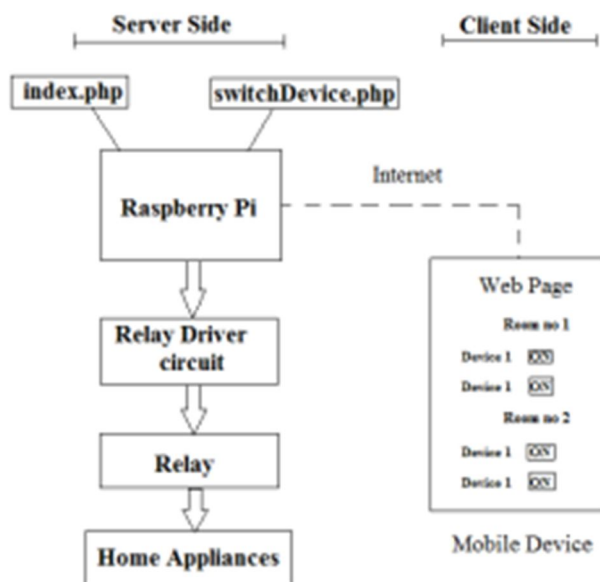 Server Side
Client Side
index.php
switchDevice.php
Internet
Raspberry Pi
Relay Driver
circuit
Relay
Home Appliances
Web Page
Room no 1
Device 1 ON
Device 1 ON
Room no 2
Device 1 ON
Device 1 ON
Mobile Device